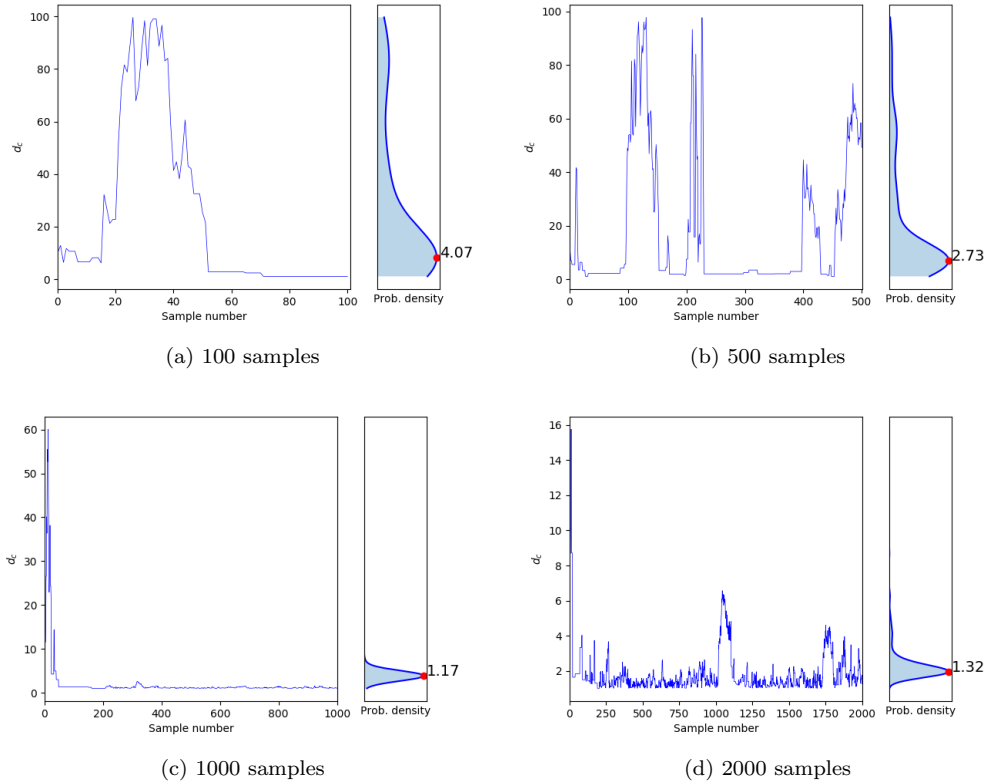 100
80
60
40
20
0
d_c
0 20 40 60 80 100
Sample number
4.07
Prob. density
(a) 100 samples
100
80
60
40
20
0
d_c
0 100 200 300 400 500
Sample number
2.73
Prob. density
(b) 500 samples
60
50
40
30
20
10
0
d_c
0 200 400 600 800 1000
Sample number
1.17
Prob. density
(c) 1000 samples
16
14
12
10
8
6
4
2
d_c
0 250 500 750 1000 1250 1500 1750 2000
Sample number
1.32
Prob. density
(d) 2000 samples